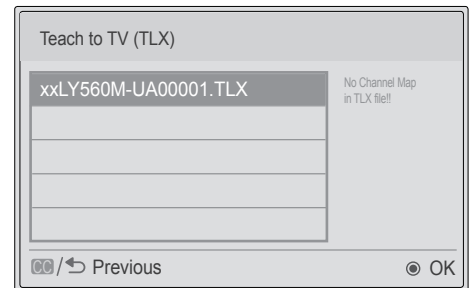 Teach to TV (TLX)
xxLY560M-UA00001.TLX
No Channel Map
in TLX file!!
CC/ Previous
OK